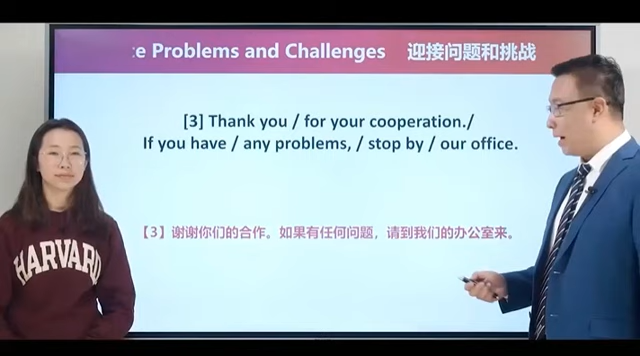 e Problems and Challenges 迎接问题和挑战
[3] Thank you / for your cooperation./
If you have / any problems, / stop by / our office.
【3】谢谢你们的合作。如果有任何问题，请到我们的办公室来。
HARVARD